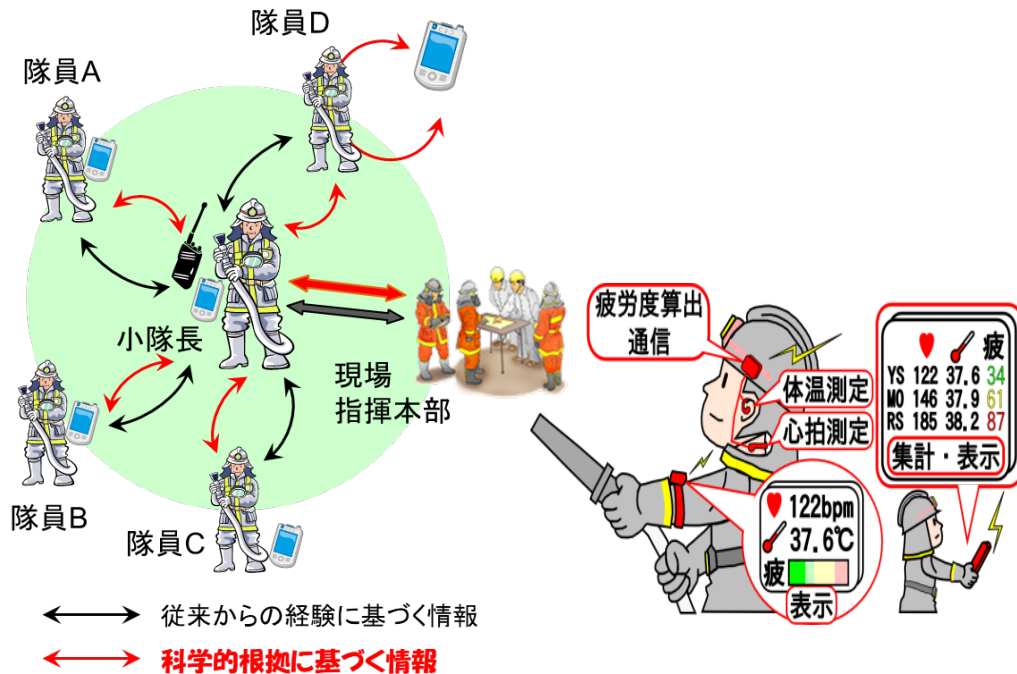 隊員D
隊員A
小隊長
現場
指揮本部
隊員B
隊員C
従来からの経験に基づく情報
科学的根拠に基づく情報
疲労度算出
通信
体温測定
心拍測定
122bpm
37.6℃
疲
表示
疲
YS 122 37.6 34
MO 146 37.9 61
RS 185 38.2 87
集計・表示